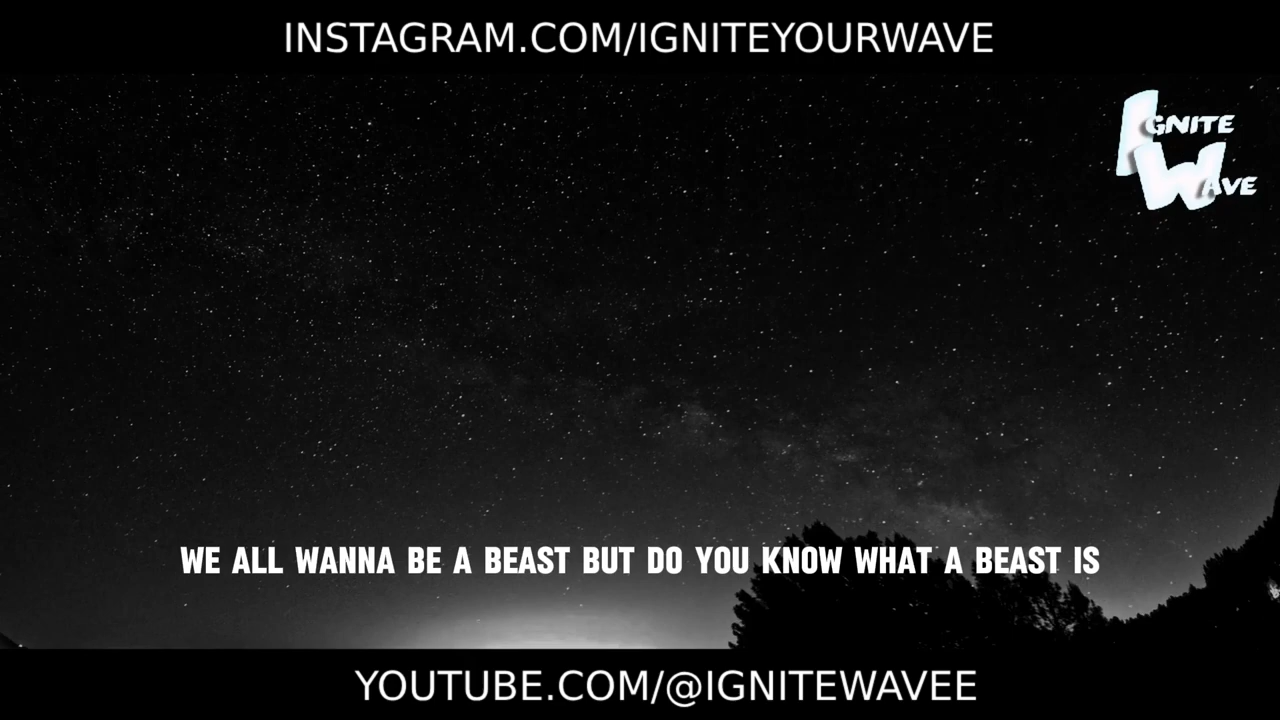 INSTAGRAM.COM/IGNITEYOURWAVE
IGNITE
WAVE
WE ALL WANNA BE A BEAST BUT DO YOU KNOW WHAT A BEAST IS
YOUTUBE.COM/@IGNITEWAVEE